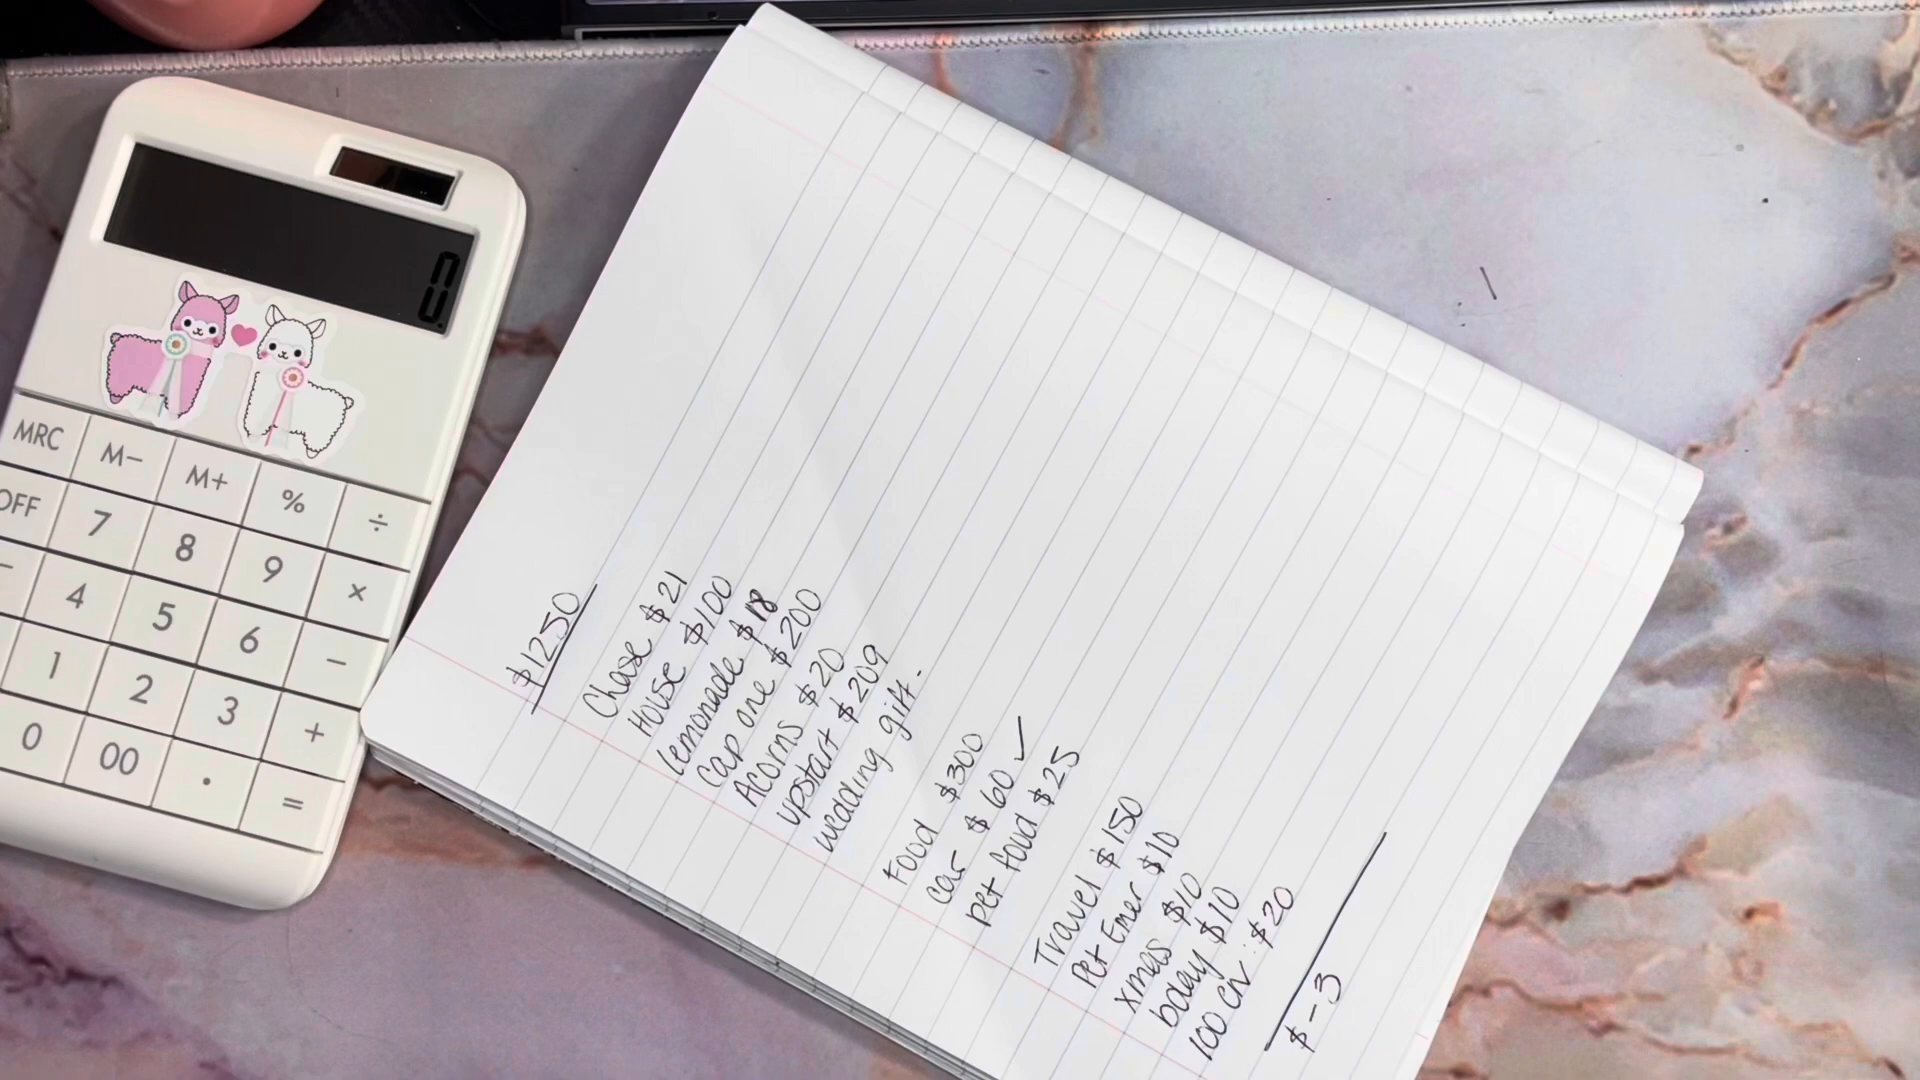 $1250
Chase $21
House $100
lemonade $18
cap one $200
Acorns $20
upstart $209
wedding gift.
Food $300
car $60 ✓
pet food $25
Travel $150
Pet Emer $10
xmas $10
bday $10
100 Chv: $20
$-3
0.
MRC M− M+ % ÷
OFF 7 8 9 ×
4 5 6 −
1 2 3 +
0 00 . =